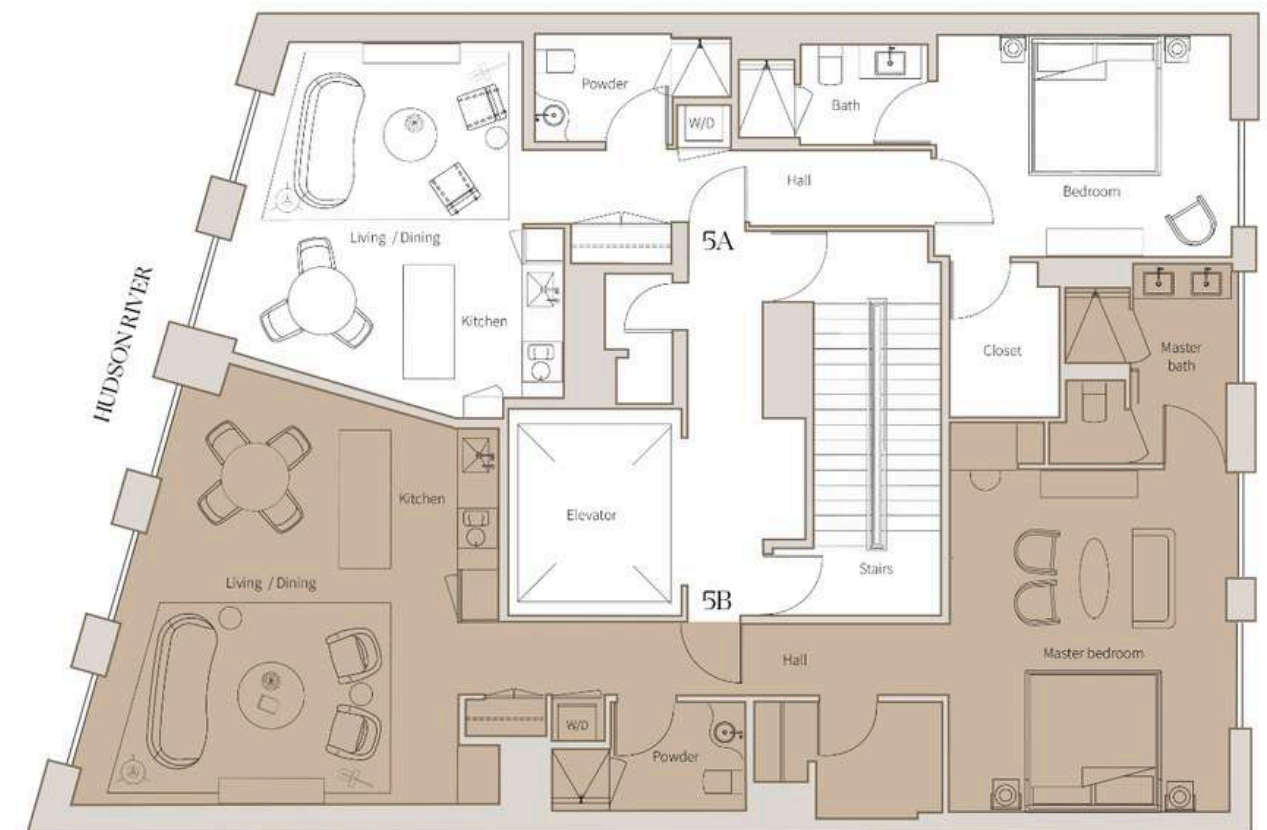 Powder
Bath
W/D
Hall
Bedroom
Living / Dining
5A
HUDSON RIVER
Kitchen
Closet
Master
bath
Kitchen
Elevator
Stairs
Living / Dining
5B
Hall
Master bedroom
W/D
Powder